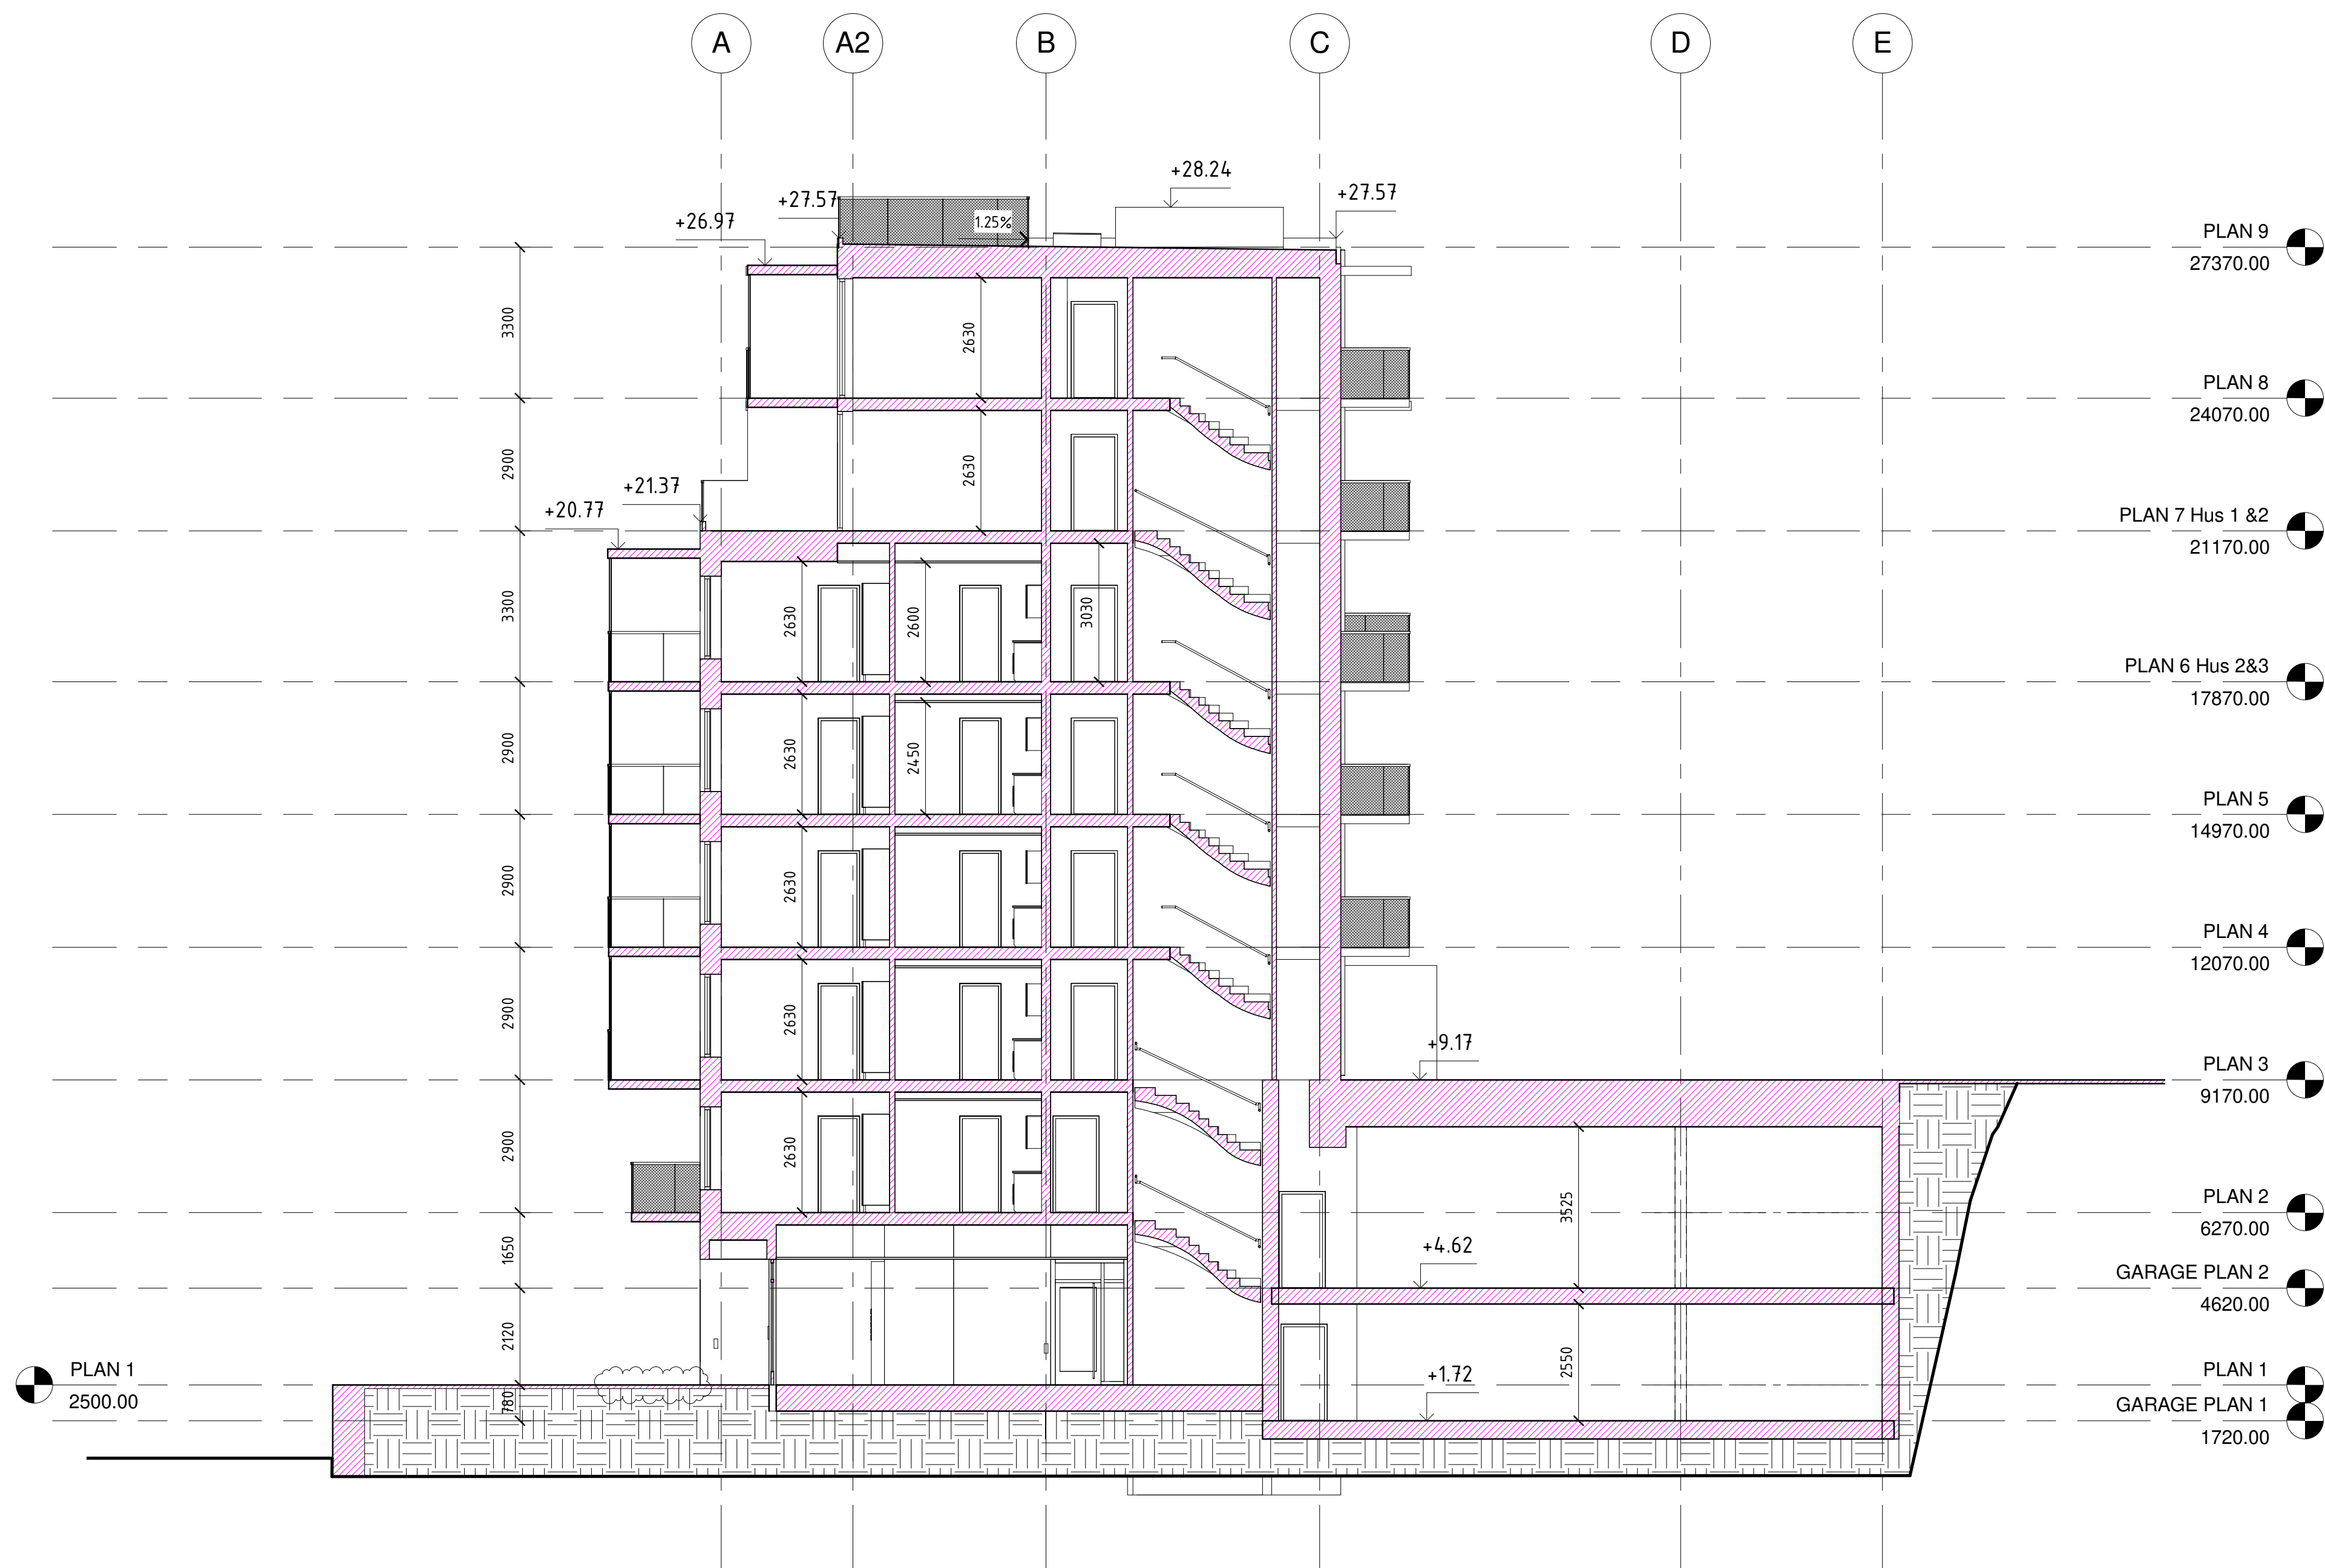 A
A2
B
C
D
E
+28.24
+27.57
+27.57
+26.97
1.25%
PLAN 9
27370.00
3300
2630
PLAN 8
24070.00
2900
2630
+21.37
+20.77
PLAN 7 Hus 1 &2
21170.00
3300
2630
2600
3030
PLAN 6 Hus 2&3
17870.00
2900
2630
2450
PLAN 5
14970.00
2900
2630
PLAN 4
12070.00
2900
2630
+9.17
PLAN 3
9170.00
2900
2630
3525
PLAN 2
6270.00
1650
+4.62
GARAGE PLAN 2
4620.00
2120
2550
PLAN 1
2500.00
+1.72
PLAN 1
780
GARAGE PLAN 1
1720.00